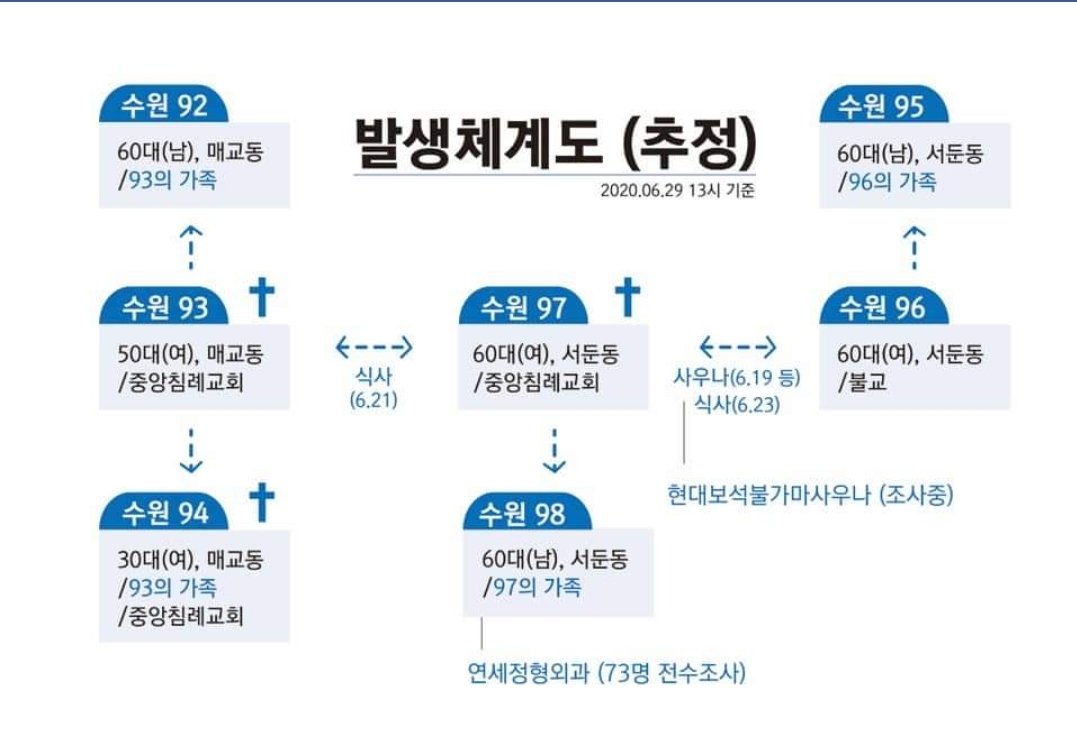 발생체계도 (추정)
2020.06.29 13시 기준
수원 92
60대(남), 매교동
/93의 가족
수원 95
60대(남), 서둔동
/96의 가족
수원 93
50대(여), 매교동
/중앙침례교회
식사
(6.21)
수원 97
60대(여), 서둔동
/중앙침례교회
사우나(6.19 등)
식사(6.23)
현대보석불가마사우나 (조사중)
수원 96
60대(여), 서둔동
/불교
수원 94
30대(여), 매교동
/93의 가족
/중앙침례교회
수원 98
60대(남), 서둔동
/97의 가족
연세정형외과 (73명 전수조사)